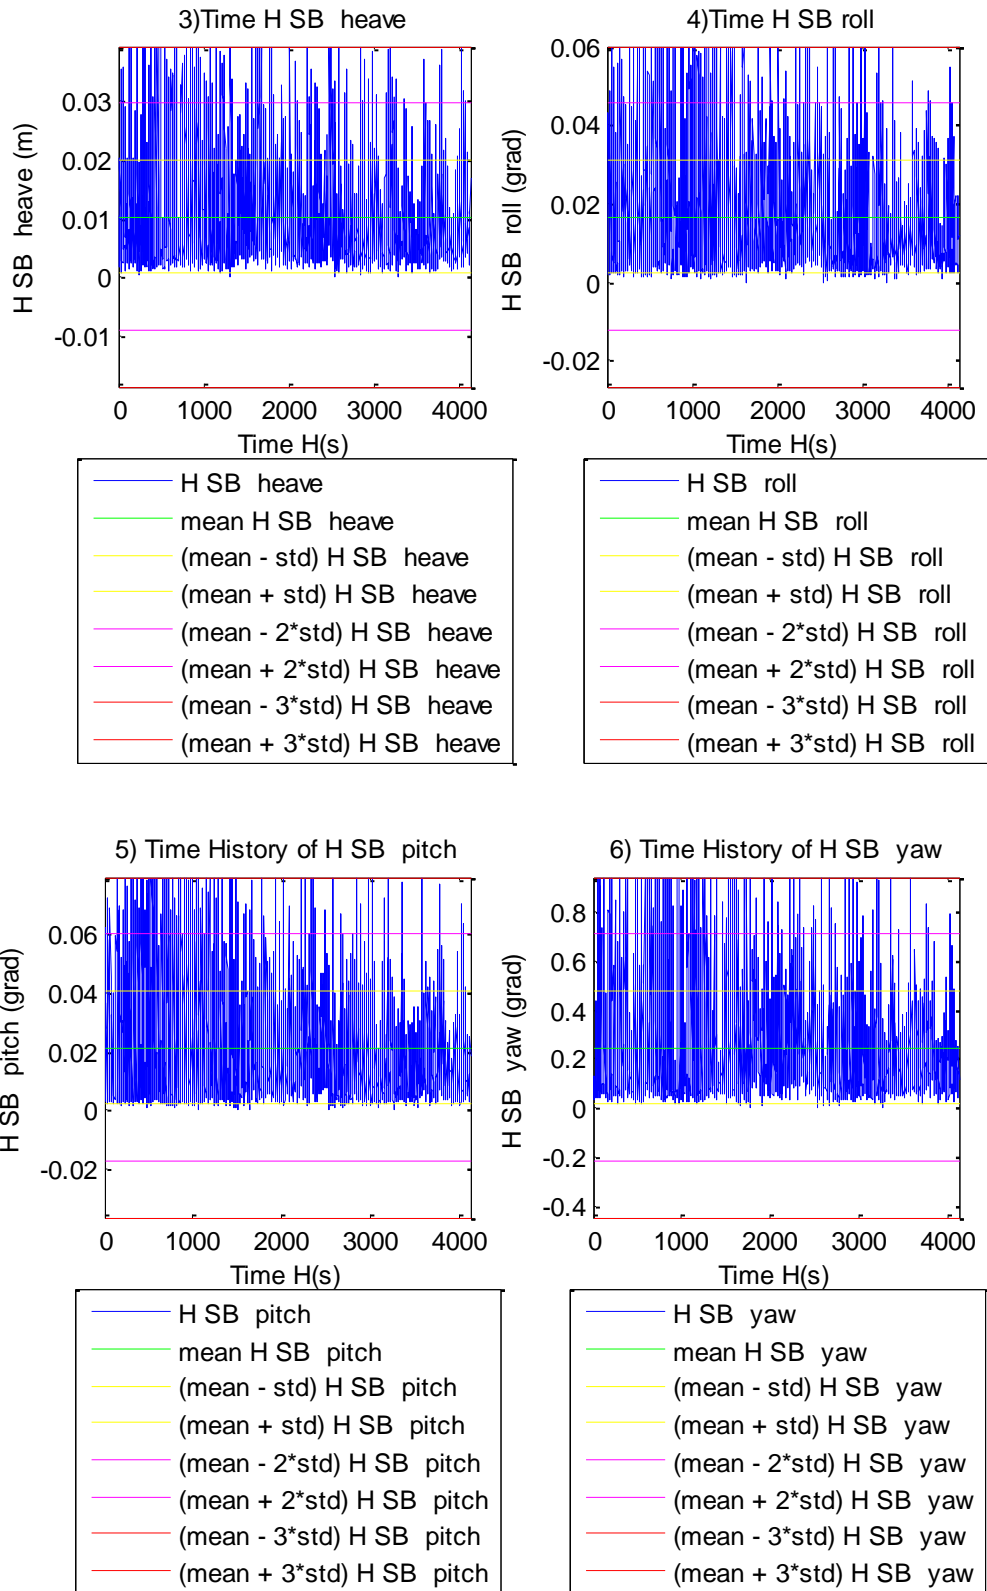 3)Time H SB heave
H SB heave (m)
0.03
0.02
0.01
0
-0.01
0 1000 2000 3000 4000
Time H(s)
H SB heave
mean H SB heave
(mean - std) H SB heave
(mean + std) H SB heave
(mean - 2*std) H SB heave
(mean + 2*std) H SB heave
(mean - 3*std) H SB heave
(mean + 3*std) H SB heave
4)Time H SB roll
H SB roll (grad)
0.06
0.04
0.02
0
-0.02
0 1000 2000 3000 4000
Time H(s)
H SB roll
mean H SB roll
(mean - std) H SB roll
(mean + std) H SB roll
(mean - 2*std) H SB roll
(mean + 2*std) H SB roll
(mean - 3*std) H SB roll
(mean + 3*std) H SB roll
5) Time History of H SB pitch
H SB pitch (grad)
0.06
0.04
0.02
0
-0.02
0 1000 2000 3000 4000
Time H(s)
H SB pitch
mean H SB pitch
(mean - std) H SB pitch
(mean + std) H SB pitch
(mean - 2*std) H SB pitch
(mean + 2*std) H SB pitch
(mean - 3*std) H SB pitch
(mean + 3*std) H SB pitch
6) Time History of H SB yaw
H SB yaw (grad)
0.8
0.6
0.4
0.2
0
-0.2
-0.4
0 1000 2000 3000 4000
Time H(s)
H SB yaw
mean H SB yaw
(mean - std) H SB yaw
(mean + std) H SB yaw
(mean - 2*std) H SB yaw
(mean + 2*std) H SB yaw
(mean - 3*std) H SB yaw
(mean + 3*std) H SB yaw